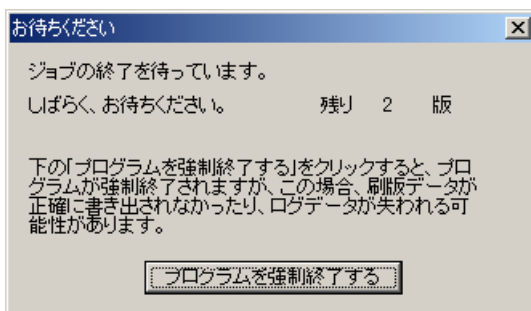 お待ちください
ジョブの終了を待っています。
しばらく、お待ちください。 残り 2 版
下の「プログラムを強制終了する」をクリックすると、プロ
グラムが強制終了されますが、この場合、刷版データが
正確に書き出されなかったり、ログデータが失われる可
能性があります。
プログラムを強制終了する